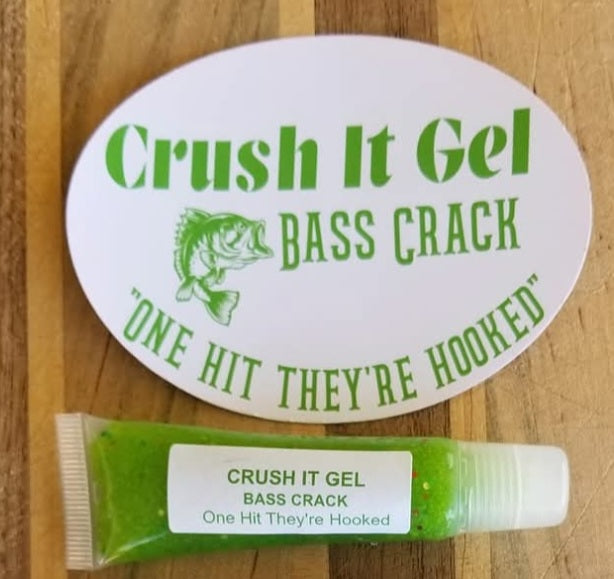 Crush It Gel
BASS CRACK
"ONE HIT THEY'RE HOOKED"
CRUSH IT GEL
BASS CRACK
One Hit They're Hooked